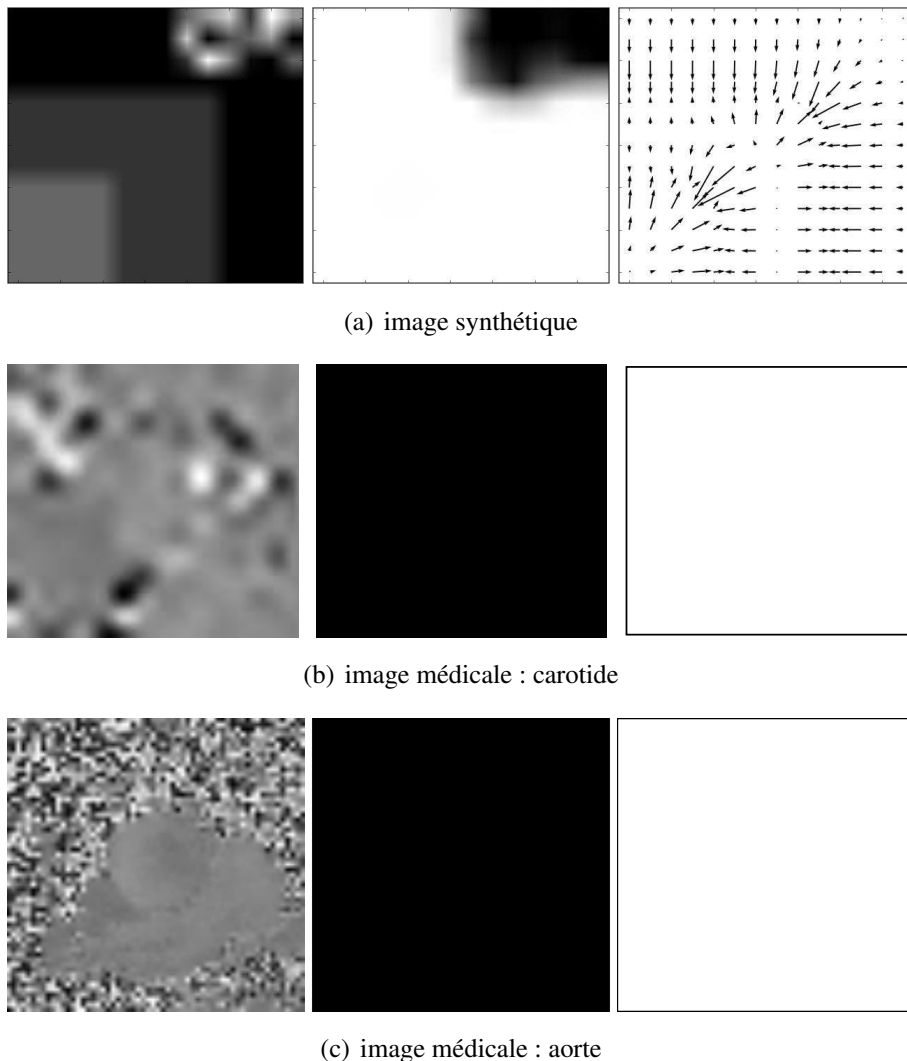 (a) image synthétique
(b) image médicale : carotide
(c) image médicale : aorte